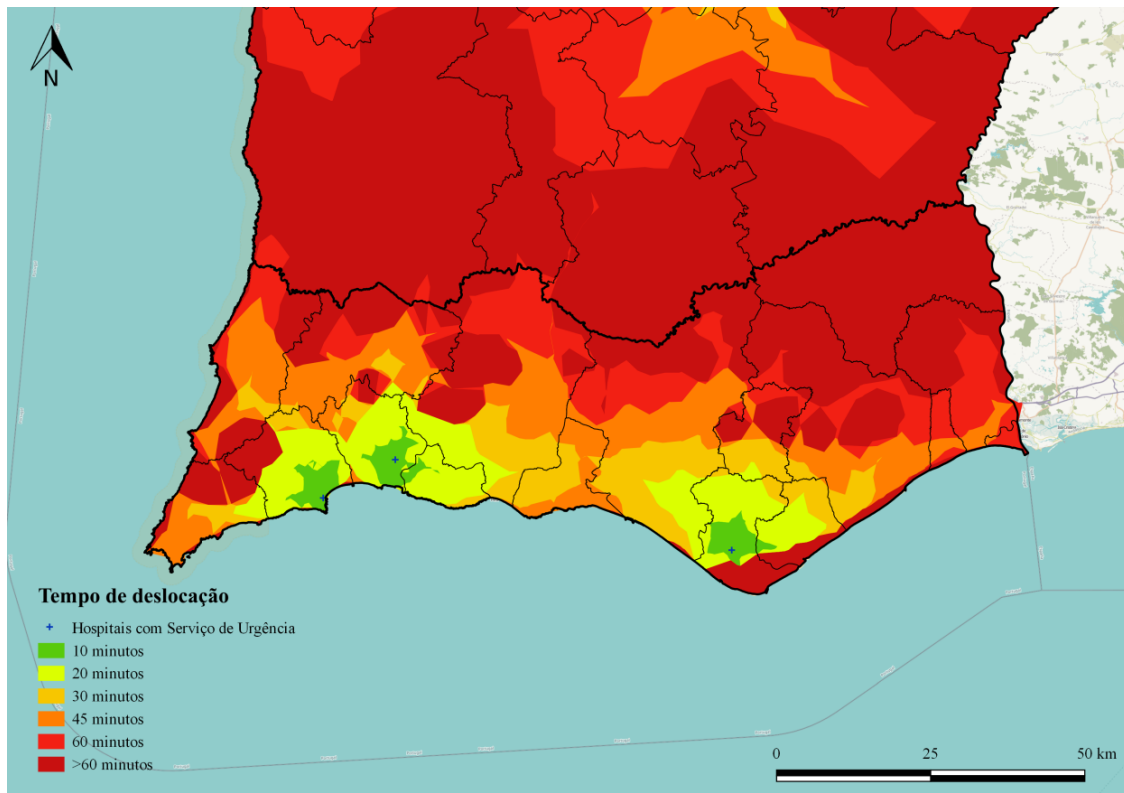 N
Tempo de deslocação
Hospitais com Serviço de Urgência
10 minutos
20 minutos
30 minutos
45 minutos
60 minutos
>60 minutos
0 25 50 km